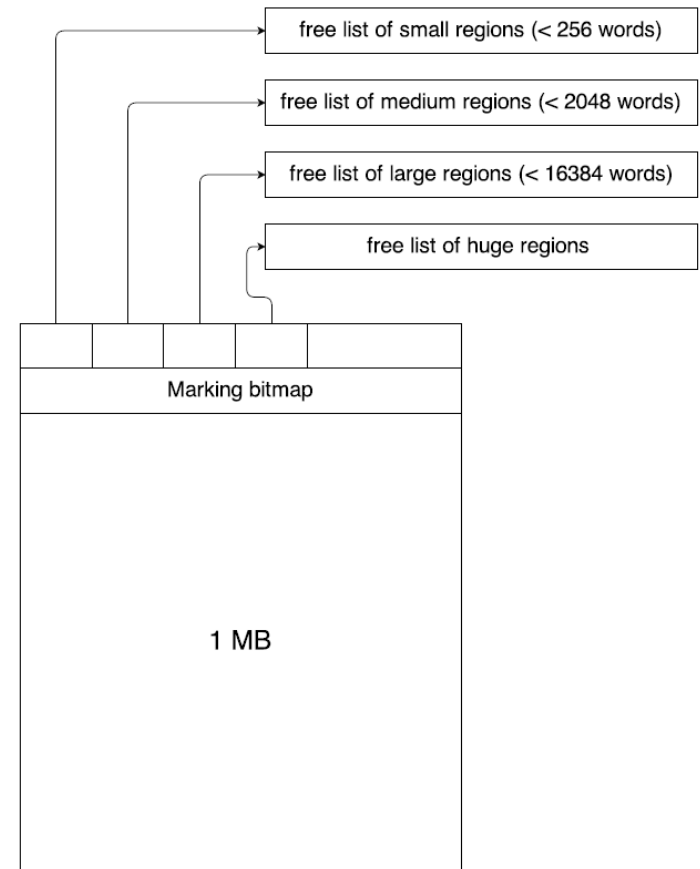 free list of small regions (< 256 words)
free list of medium regions (< 2048 words)
free list of large regions (< 16384 words)
free list of huge regions
Marking bitmap
1 MB